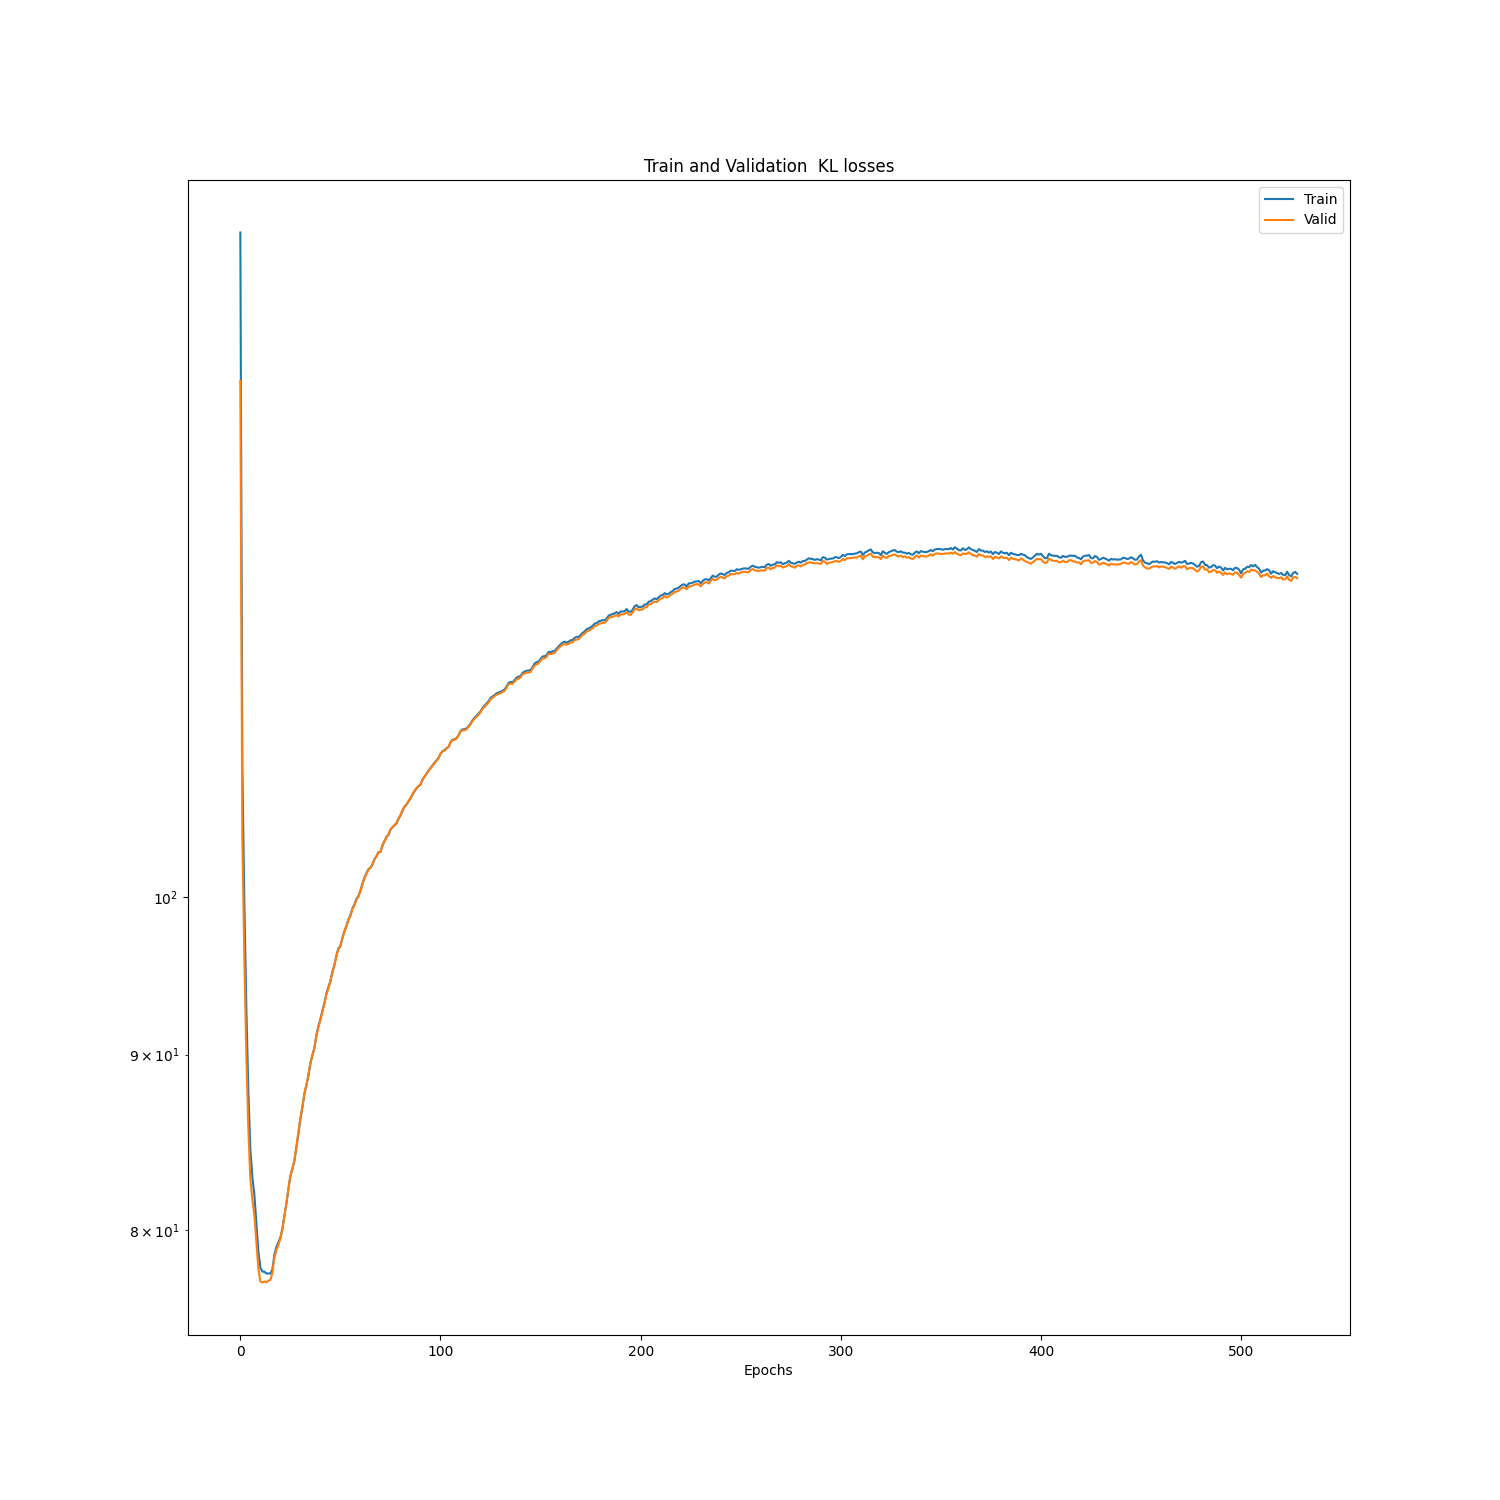 Train and Validation  KL losses
Train
Valid
10²
9 × 10¹
8 × 10¹
0 100 200 300 400 500
Epochs